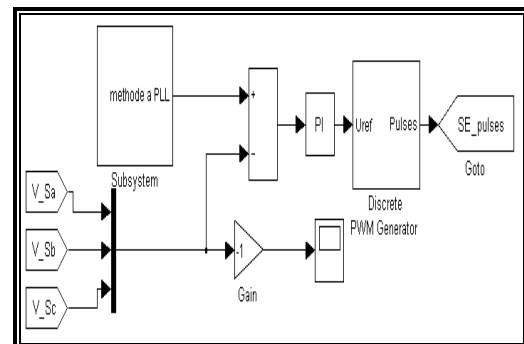 methode a PLL
Subsystem
+
−
PI
Uref
Pulses
Discrete
PWM Generator
SE_pulses
Goto
V_Sa
V_Sb
V_Sc
-1
Gain